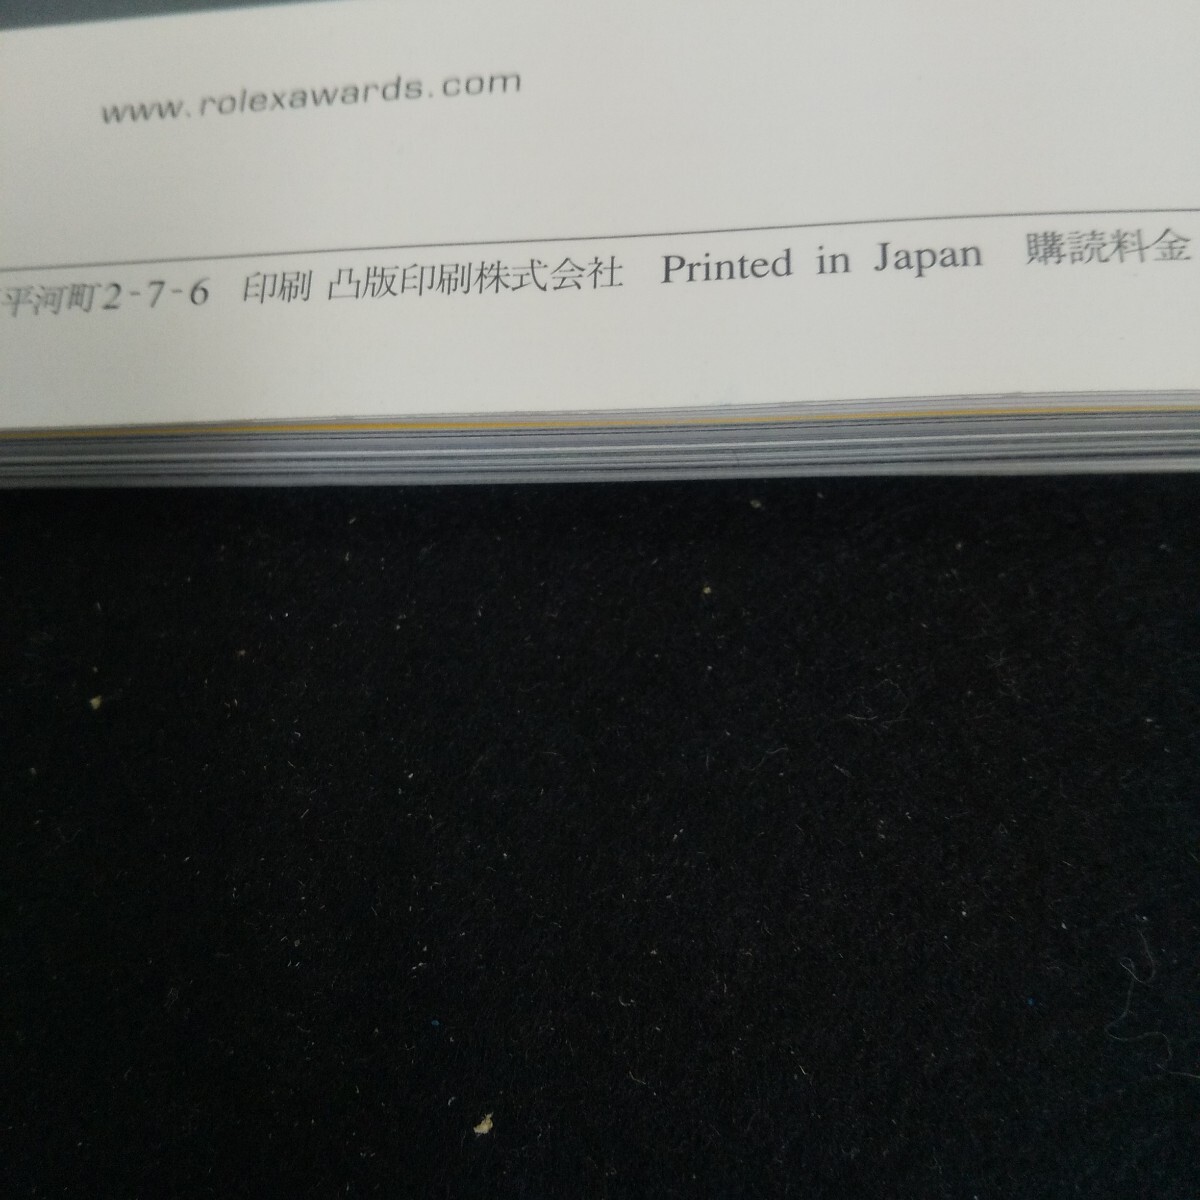 www.rolexawards.com
平河町2-7-6 印刷 凸版印刷株式会社 Printed in Japan 購読料金